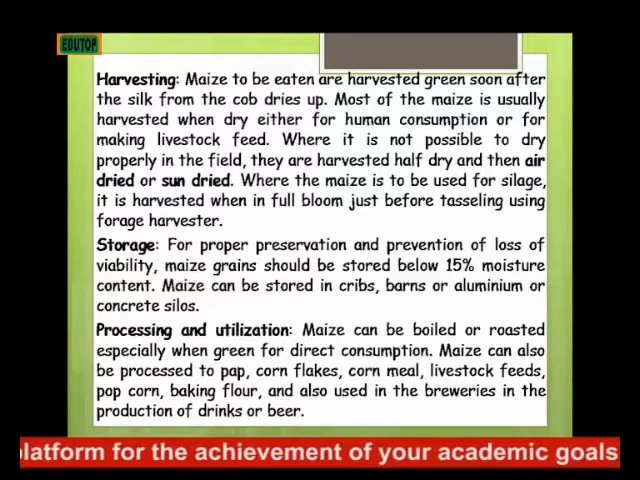 EDUTOP
Harvesting: Maize to be eaten are harvested green soon after
the silk from the cob dries up. Most of the maize is usually
harvested when dry either for human consumption or for
making livestock feed. Where it is not possible to dry
properly in the field, they are harvested half dry and then air
dried or sun dried. Where the maize is to be used for silage,
it is harvested when in full bloom just before tasseling using
forage harvester.
Storage: For proper preservation and prevention of loss of
viability, maize grains should be stored below 15% moisture
content. Maize can be stored in cribs, barns or aluminium or
concrete silos.
Processing and utilization: Maize can be boiled or roasted
especially when green for direct consumption. Maize can also
be processed to pap, corn flakes, corn meal, livestock feeds,
pop corn, baking flour, and also used in the breweries in the
production of drinks or beer.
platform for the achievement of your academic goals